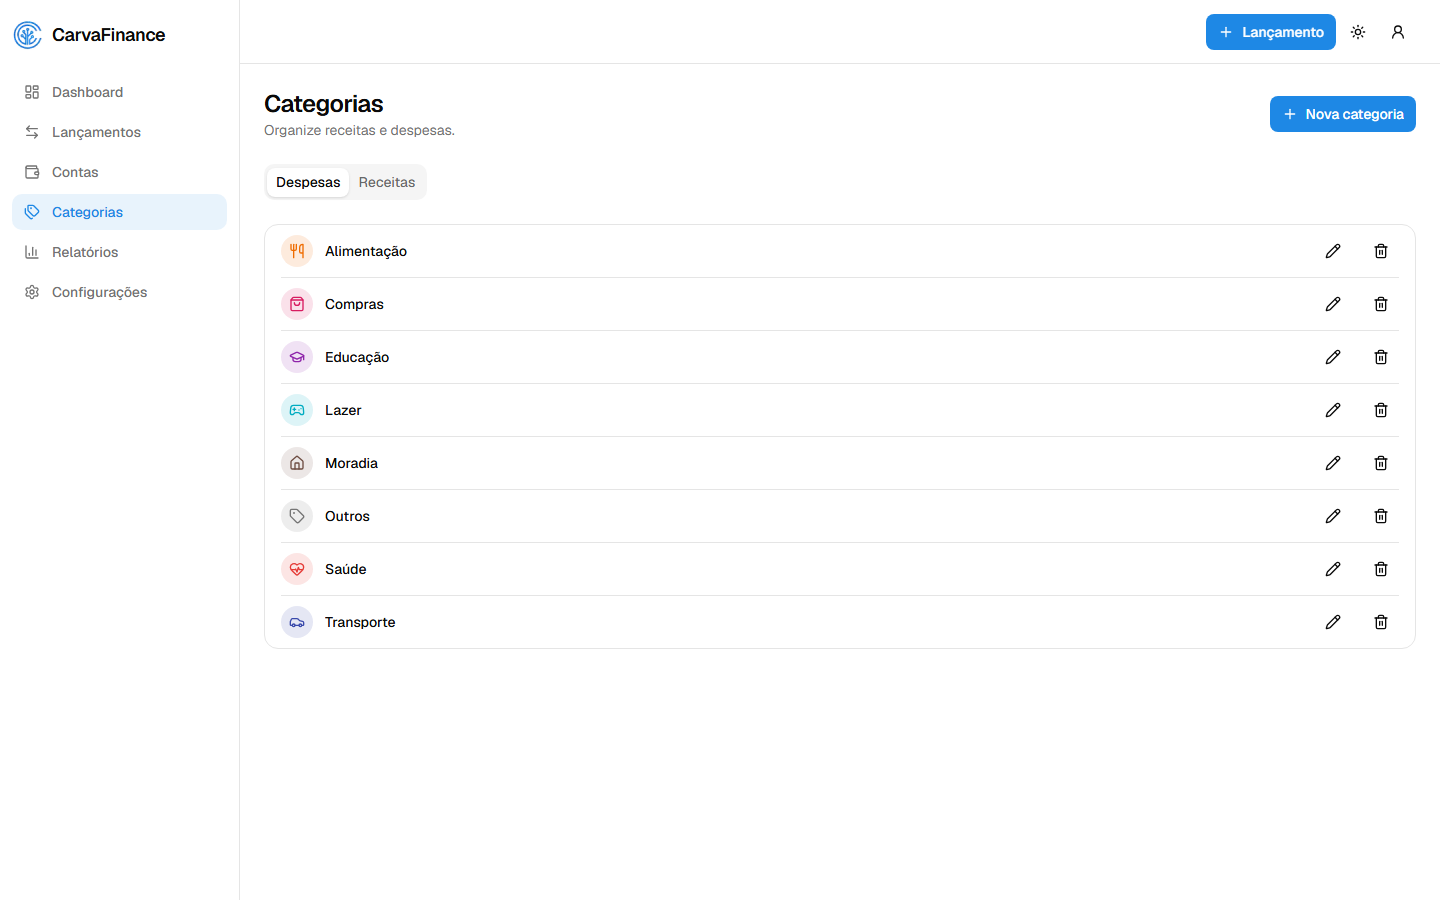 CarvaFinance
Lançamento
Dashboard
Lançamentos
Contas
Categorias
Relatórios
Configurações
Categorias
Organize receitas e despesas.
Nova categoria
Despesas
Receitas
Alimentação
Compras
Educação
Lazer
Moradia
Outros
Saúde
Transporte